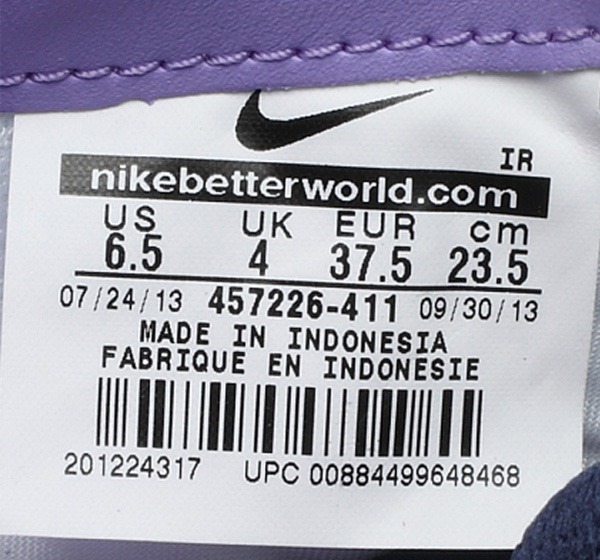 IR
nikebetterworld.com
US UK EUR cm
6.5 4 37.5 23.5
07/24/13 457226-411 09/30/13
MADE IN INDONESIA
FABRIQUE EN INDONESIE
201224317 UPC 00884499648468